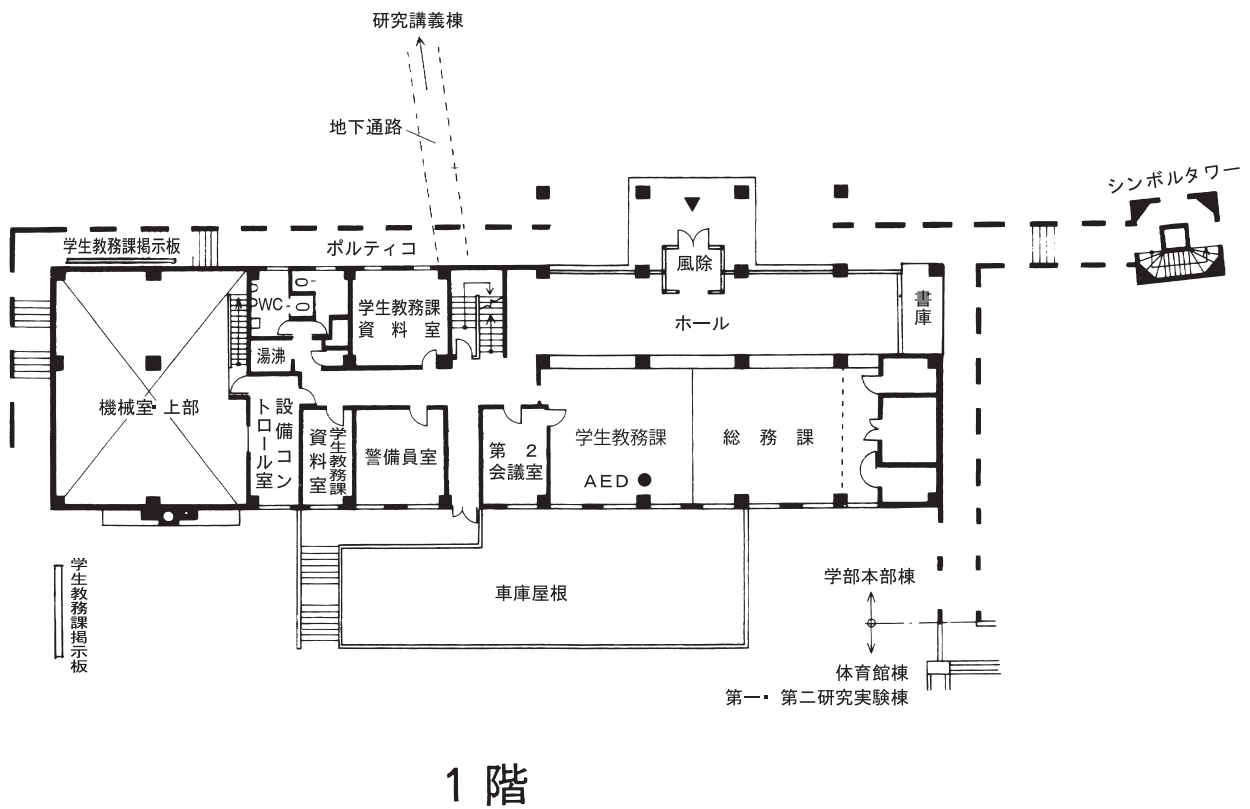 研究講義棟
地下通路
シンボルタワー
学生教務課掲示板
ポルティコ
風除
PWC
学生教務課
資料室
ホール
書庫
湯沸
機械室・上部
設備コン
トロール室
学生教務課
資料室
警備員室
第2
会議室
学生教務課
総務課
AED
車庫屋根
学生教務課掲示板
学部本部棟
体育館棟
第一・第二研究実験棟
1階